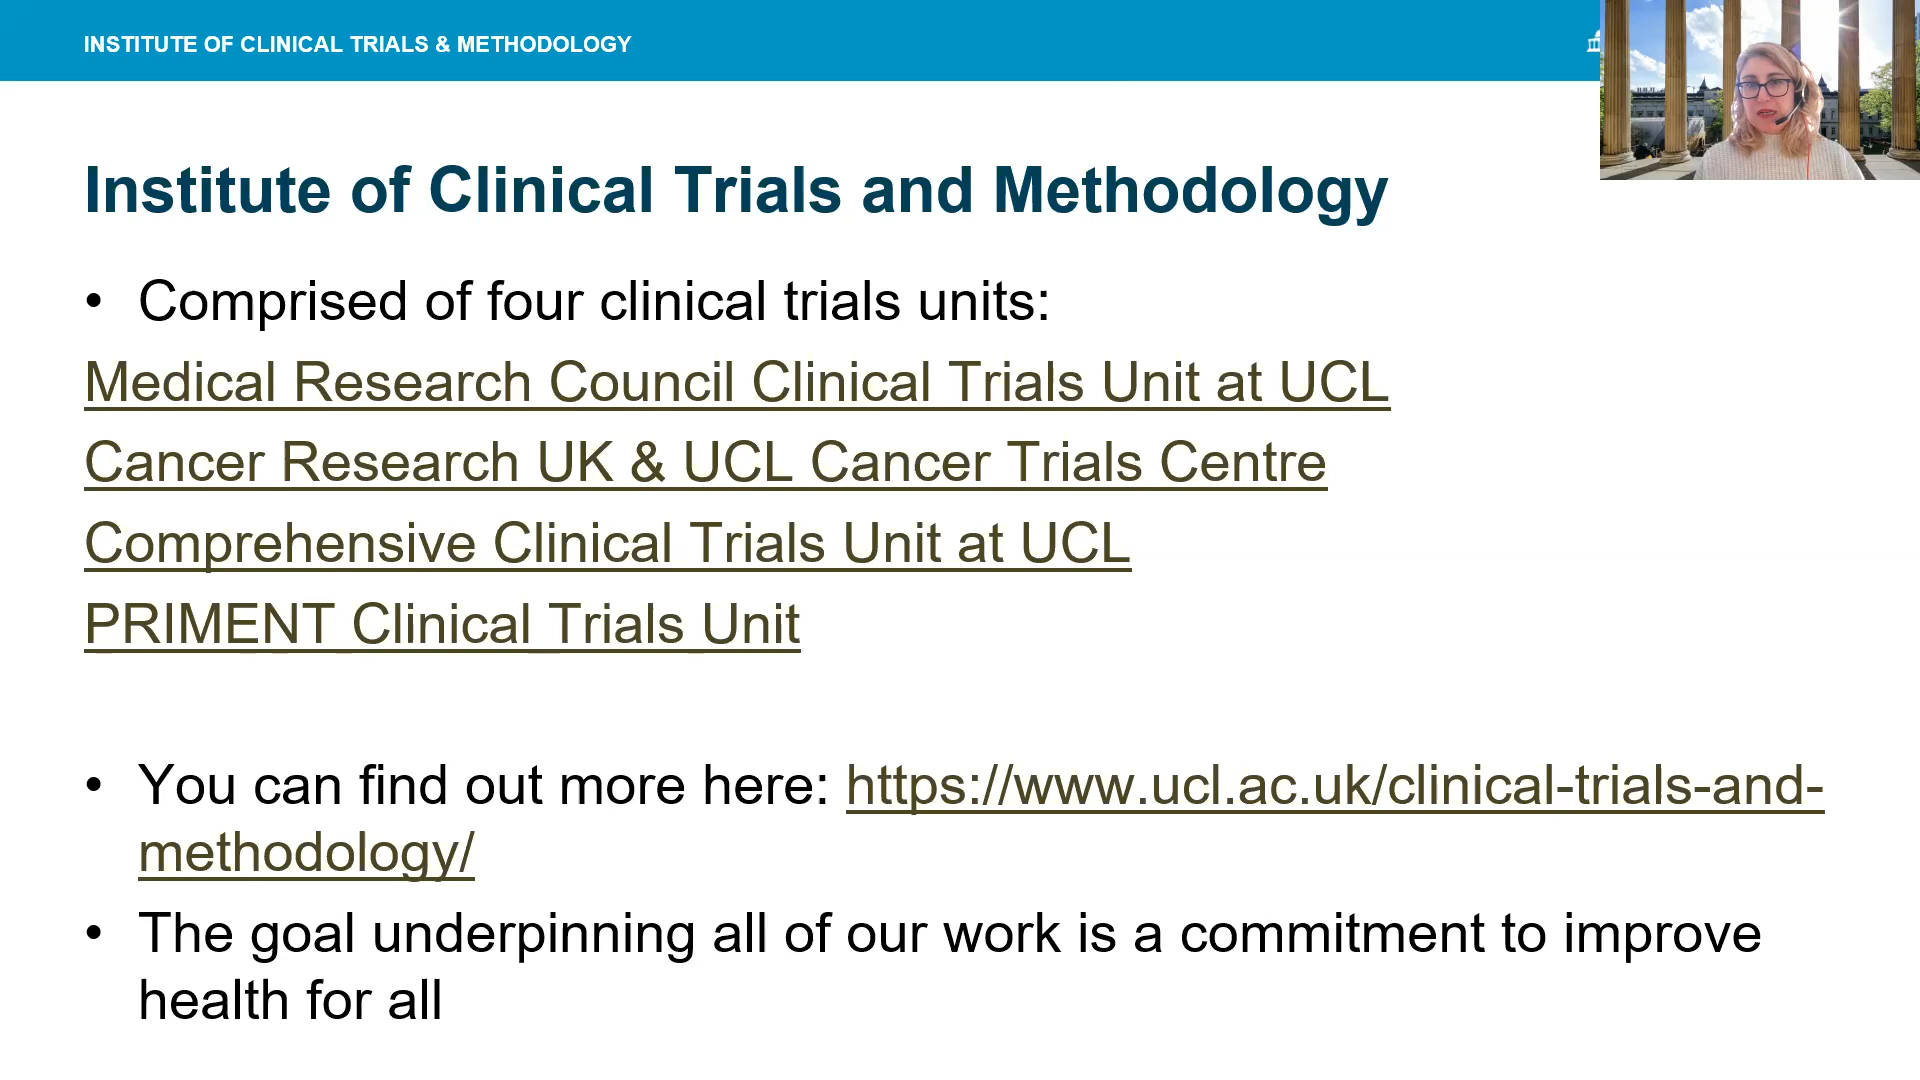 INSTITUTE OF CLINICAL TRIALS & METHODOLOGY
Institute of Clinical Trials and Methodology
• Comprised of four clinical trials units:
Medical Research Council Clinical Trials Unit at UCL
Cancer Research UK & UCL Cancer Trials Centre
Comprehensive Clinical Trials Unit at UCL
PRIMENT Clinical Trials Unit
• You can find out more here: https://www.ucl.ac.uk/clinical-trials-and-
methodology/
• The goal underpinning all of our work is a commitment to improve
health for all